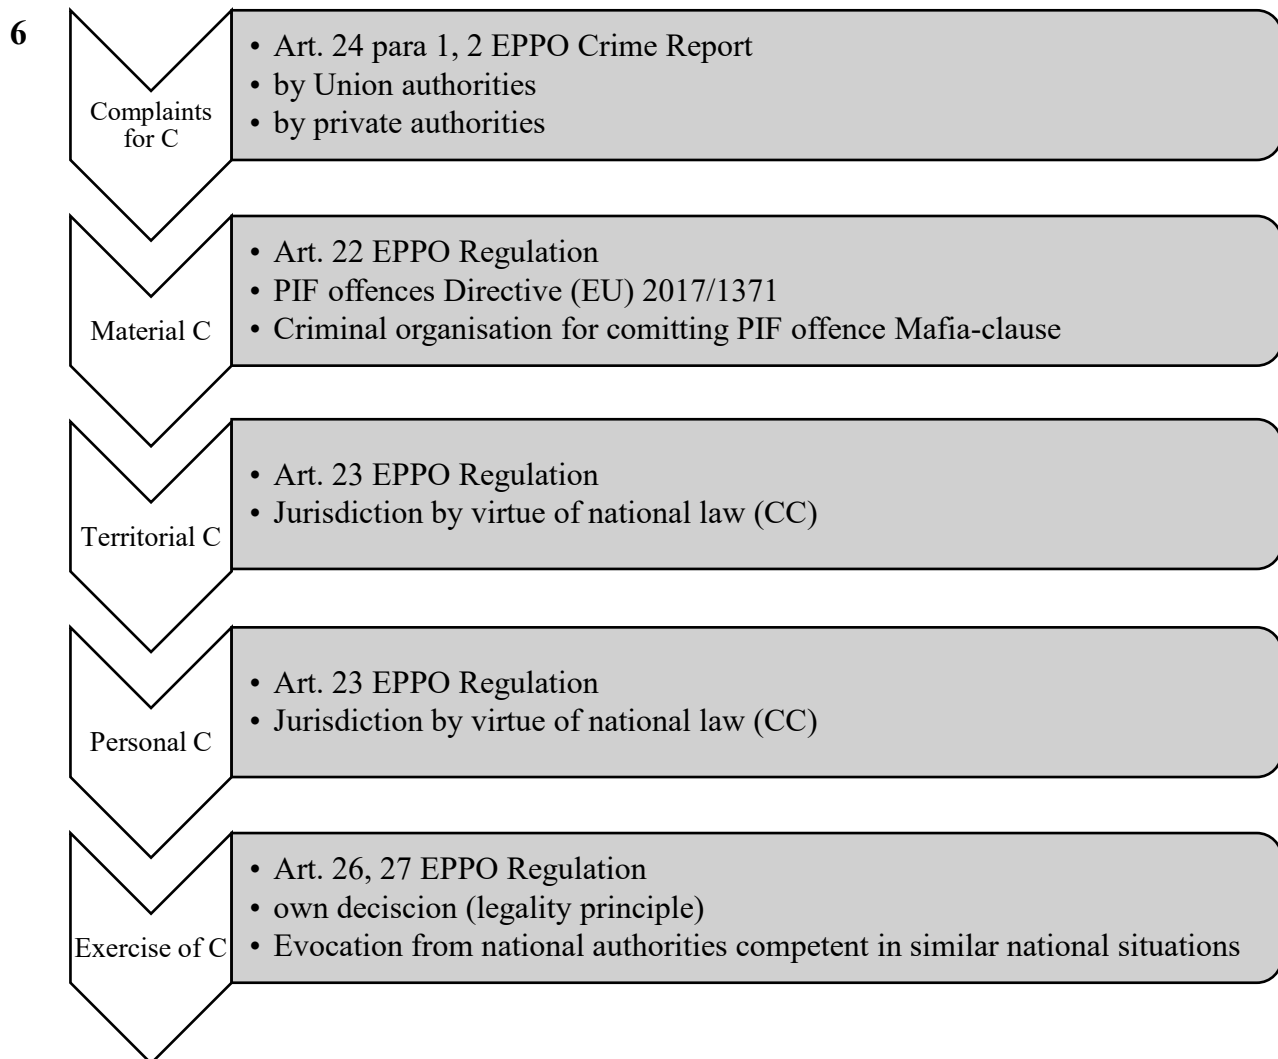 6
Complaints
for C
• Art. 24 para 1, 2 EPPO Crime Report
• by Union authorities
• by private authorities
Material C
• Art. 22 EPPO Regulation
• PIF offences Directive (EU) 2017/1371
• Criminal organisation for comitting PIF offence Mafia-clause
Territorial C
• Art. 23 EPPO Regulation
• Jurisdiction by virtue of national law (CC)
Personal C
• Art. 23 EPPO Regulation
• Jurisdiction by virtue of national law (CC)
Exercise of C
• Art. 26, 27 EPPO Regulation
• own deciscion (legality principle)
• Evocation from national authorities competent in similar national situations